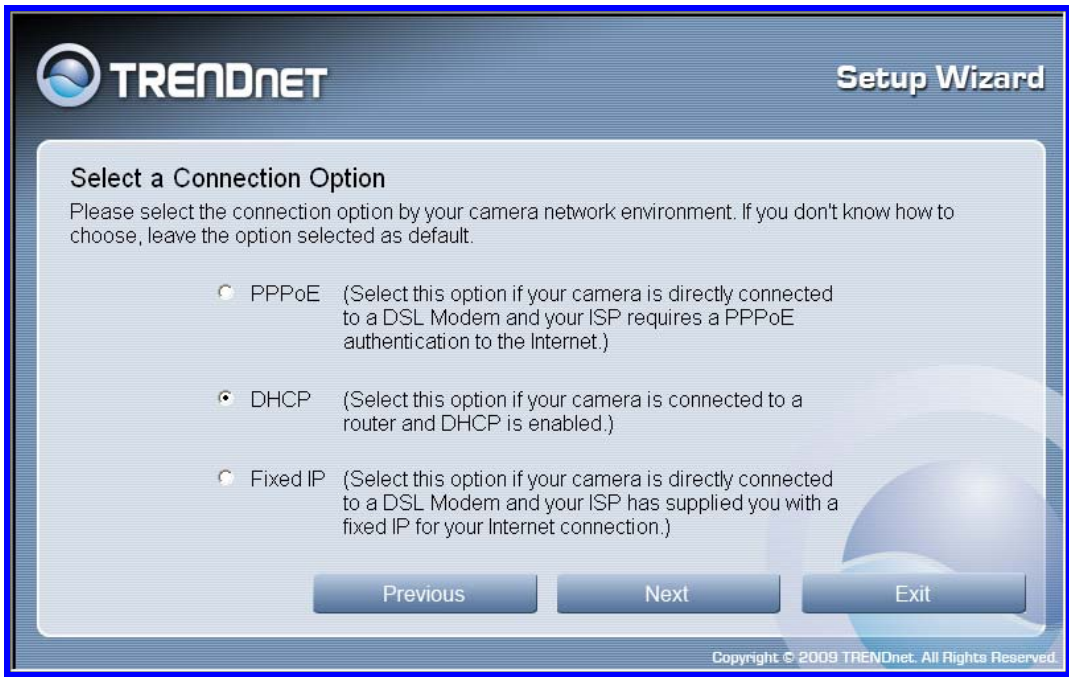 TRENDNET
Setup Wizard
Select a Connection Option
Please select the connection option by your camera network environment. If you don't know how to
choose, leave the option selected as default.
PPPoE (Select this option if your camera is directly connected
to a DSL Modem and your ISP requires a PPPoE
authentication to the Internet.)
DHCP (Select this option if your camera is connected to a
router and DHCP is enabled.)
Fixed IP (Select this option if your camera is directly connected
to a DSL Modem and your ISP has supplied you with a
fixed IP for your Internet connection.)
Previous Next Exit
Copyright © 2009 TRENDnet. All Rights Reserved.